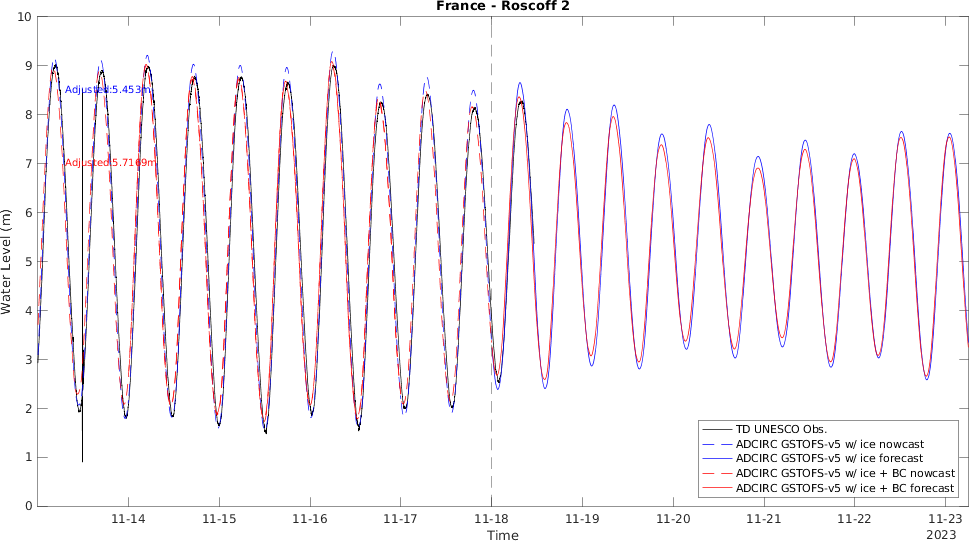 France - Roscoff 2
Water Level (m)
10
9
8
7
6
5
4
3
2
1
0
Adjusted:5.453m
Adjusted:5.7169m
TD UNESCO Obs.
ADCIRC GSTOFS-v5 w/ ice nowcast
ADCIRC GSTOFS-v5 w/ ice forecast
ADCIRC GSTOFS-v5 w/ ice + BC nowcast
ADCIRC GSTOFS-v5 w/ ice + BC forecast
11-14 11-15 11-16 11-17 11-18 11-19 11-20 11-21 11-22 11-23
Time
2023